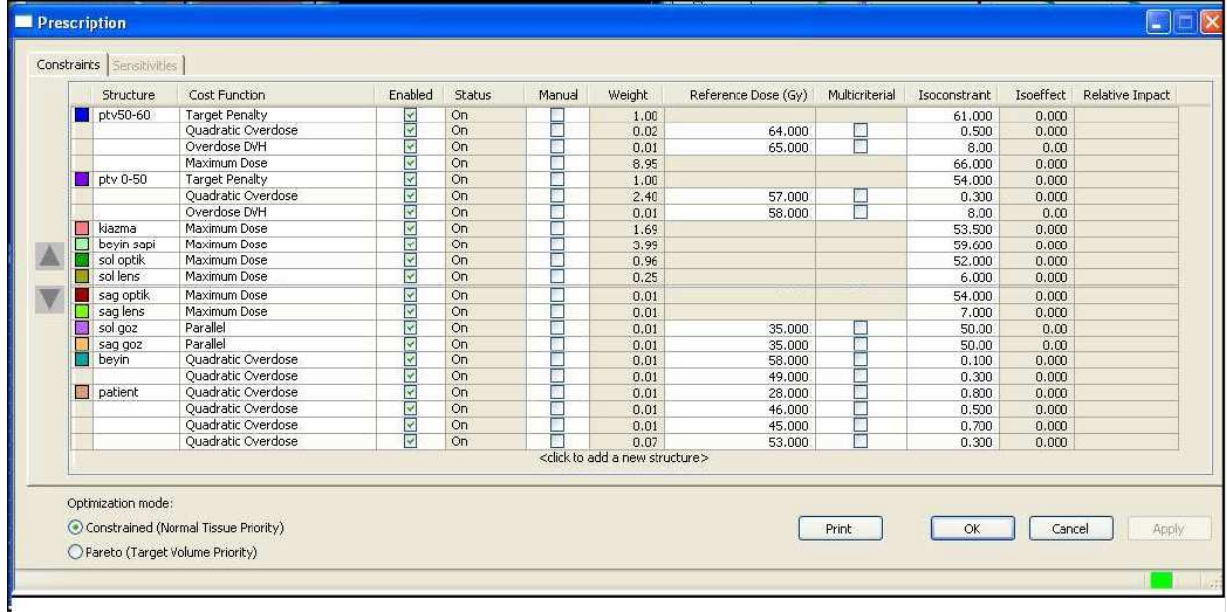 Prescription
Constraints Sensitivities
Structure Cost Function Enabled Status Manual Weight Reference Dose (Gy) Multicriterial Isoconstraint Isoeffect Relative Impact
ptv50-60 Target Penalty On 1.00 61.000 0.000
Quadratic Overdose On 0.02 64.000 0.500 0.000
Overdose DVH On 0.01 65.000 8.00 0.00
Maximum Dose On 8.95 66.000 0.000
ptv 0-50 Target Penalty On 1.00 54.000 0.000
Quadratic Overdose On 2.40 57.000 0.300 0.000
Overdose DVH On 0.01 58.000 8.00 0.00
kiazma Maximum Dose On 1.69 53.500 0.000
beyin sapi Maximum Dose On 3.99 59.600 0.000
sol optik Maximum Dose On 0.96 52.000 0.000
sol lens Maximum Dose On 0.25 6.000 0.000
sag optik Maximum Dose On 0.01 54.000 0.000
sag lens Maximum Dose On 0.01 7.000 0.000
sol goz Parallel On 0.01 35.000 50.00 0.00
sag goz Parallel On 0.01 35.000 50.00 0.00
beyin Quadratic Overdose On 0.01 58.000 0.100 0.000
Quadratic Overdose On 0.01 49.000 0.300 0.000
patient Quadratic Overdose On 0.01 28.000 0.800 0.000
Quadratic Overdose On 0.01 46.000 0.500 0.000
Quadratic Overdose On 0.01 45.000 0.700 0.000
Quadratic Overdose On 0.07 53.000 0.300 0.000
<click to add a new structure>
Optimization mode:
Constrained (Normal Tissue Priority)
Pareto (Target Volume Priority)
Print OK Cancel Apply